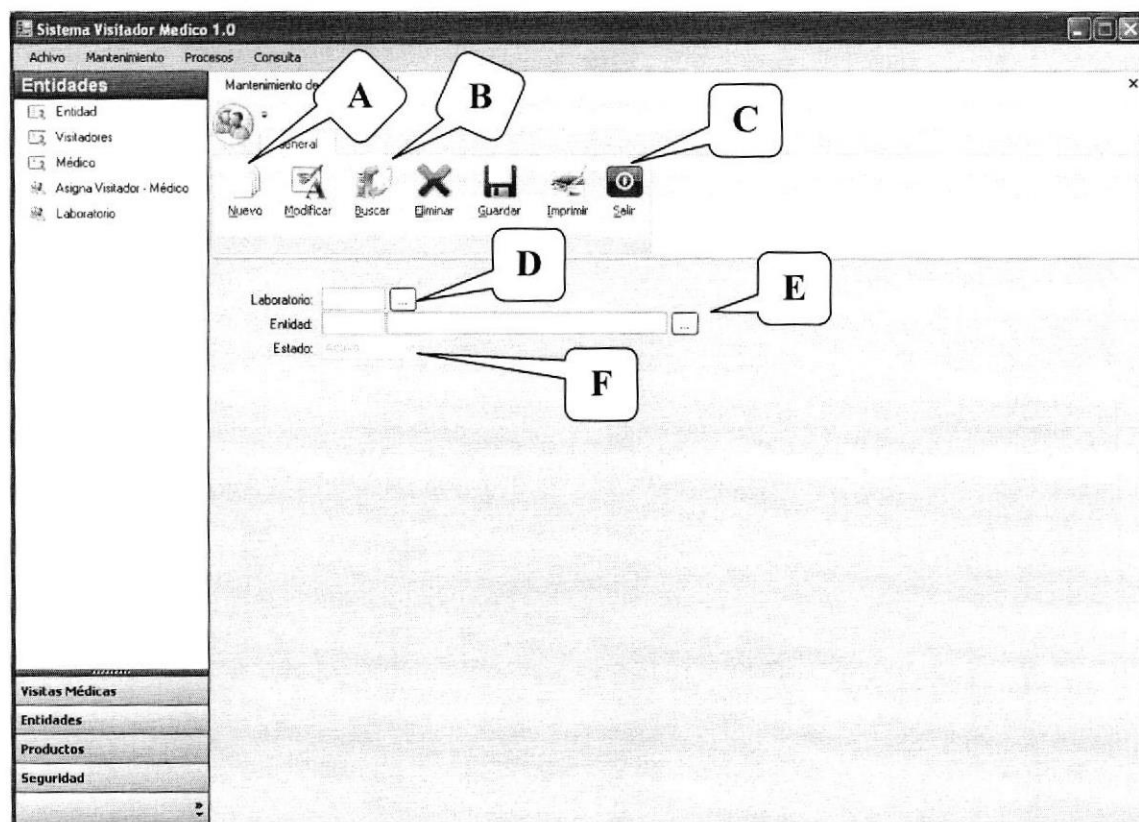 Sistema Visitador Medico 1.0
Achivo Mantenimiento Procesos Consulta
Entidades
Entidad
Visitadores
Médico
Asigna Visitador - Médico
Laboratorio
Mantenimiento de
A
B
C
eneral
Nuevo Modificar Buscar Eliminar Guardar Imprimir Salir
D
E
Laboratorio: ...
Entidad: ...
Estado:
F
Visitas Médicas
Entidades
Productos
Seguridad